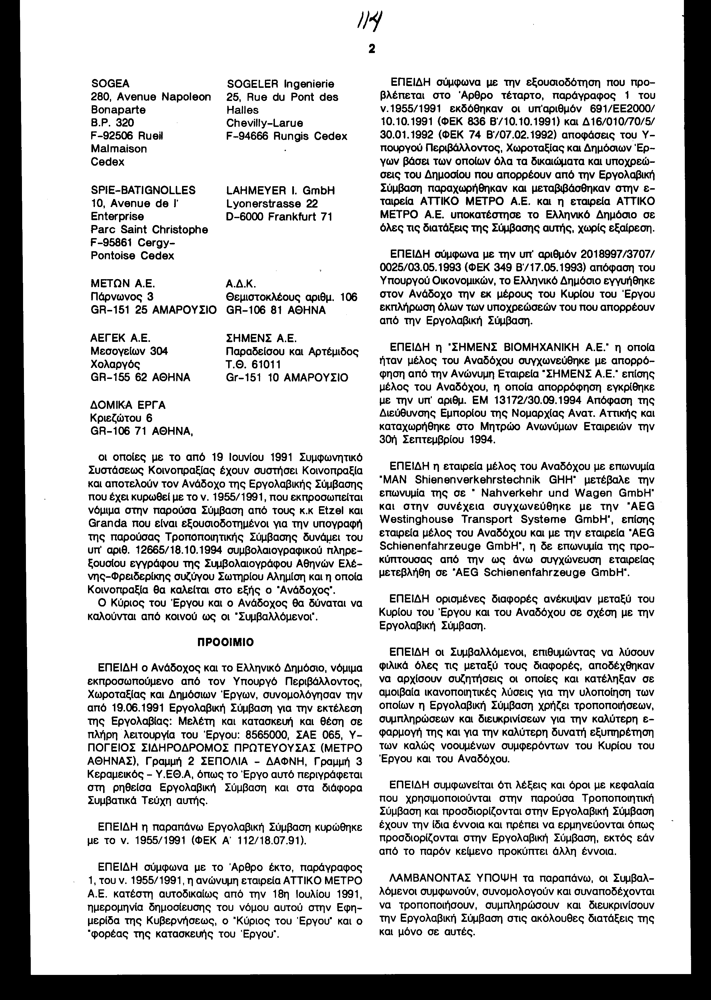 114
2
SOGEA
280, Avenue Napoleon
Bonaparte
B.P. 320
F-92506 Rueil
Malmaison
Cedex
SOGELER Ingenierie
25, Rue du Pont des
Halles
Chevilly-Larue
F-94666 Rungis Cedex
SPIE-BATIGNOLLES
10, Avenue de l'
Enterprise
Parc Saint Christophe
F-95861 Cergy-
Pontoise Cedex
LAHMEYER I. GmbH
Lyonerstrasse 22
D-6000 Frankfurt 71
ΜΕΤΩΝ Α.Ε.
Πάρνωνος 3
GR-151 25 ΑΜΑΡΟΥΣΙΟ
Α.Δ.Κ.
Θεμιστοκλέους αριθμ. 106
GR-106 81 ΑΘΗΝΑ
ΑΕΓΕΚ Α.Ε.
Μεσογείων 304
Χολαργός
GR-155 62 ΑΘΗΝΑ
ΣΗΜΕΝΣ Α.Ε.
Παραδείσου και Αρτέμιδος
Τ.Θ. 61011
Gr-151 10 ΑΜΑΡΟΥΣΙΟ
ΔΟΜΙΚΑ ΕΡΓΑ
Κριεζώτου 6
GR-106 71 ΑΘΗΝΑ,
οι οποίες με το από 19 Ιουνίου 1991 Συμφωνητικό
Συστάσεως Κοινοπραξίας έχουν συστήσει Κοινοπραξία
και αποτελούν τον Ανάδοχο της Εργολαβικής Σύμβασης
που έχει κυρωθεί με το ν. 1955/1991, που εκπροσωπείται
νόμιμα στην παρούσα Σύμβαση από τους κ.κ Etzel και
Granda που είναι εξουσιοδοτημένοι για την υπογραφή
της παρούσας Τροποποιητικής Σύμβασης δυνάμει του
υπ' αριθ. 12665/18.10.1994 συμβολαιογραφικού πληρε-
ξουσίου εγγράφου της Συμβολαιογράφου Αθηνών Ελέ-
νης-Φρειδερίκης συζύγου Σωτηρίου Αλημίση και η οποία
Κοινοπραξία θα καλείται στο εξής ο "Ανάδοχος".
Ο Κύριος του Έργου και ο Ανάδοχος θα δύναται να
καλούνται από κοινού ως οι "Συμβαλλόμενοι".
ΠΡΟΟΙΜΙΟ
ΕΠΕΙΔΗ ο Ανάδοχος και το Ελληνικό Δημόσιο, νόμιμα
εκπροσωπούμενο από τον Υπουργό Περιβάλλοντος,
Χωροταξίας και Δημόσιων Έργων, συνομολόγησαν την
από 19.06.1991 Εργολαβική Σύμβαση για την εκτέλεση
της Εργολαβίας: Μελέτη και κατασκευή και θέση σε
πλήρη λειτουργία του Έργου: 8565000, ΣΑΕ 065, Υ-
ΠΟΓΕΙΟΣ ΣΙΔΗΡΟΔΡΟΜΟΣ ΠΡΩΤΕΥΟΥΣΑΣ (ΜΕΤΡΟ
ΑΘΗΝΑΣ), Γραμμή 2 ΣΕΠΟΛΙΑ - ΔΑΦΝΗ, Γραμμή 3
Κεραμεικός - Υ.ΕΘ.Α, όπως το Έργο αυτό περιγράφεται
στη ρηθείσα Εργολαβική Σύμβαση και στα διάφορα
Συμβατικά Τεύχη αυτής.
ΕΠΕΙΔΗ η παραπάνω Εργολαβική Σύμβαση κυρώθηκε
με το ν. 1955/1991 (ΦΕΚ Α' 112/18.07.91).
ΕΠΕΙΔΗ σύμφωνα με το Άρθρο έκτο, παράγραφος
1, του ν. 1955/1991, η ανώνυμη εταιρεία ΑΤΤΙΚΟ ΜΕΤΡΟ
Α.Ε. κατέστη αυτοδικαίως από την 18η Ιουλίου 1991,
ημερομηνία δημοσίευσης του νόμου αυτού στην Εφη-
μερίδα της Κυβερνήσεως, ο "Κύριος του Έργου" και ο
"φορέας της κατασκευής του Έργου".
ΕΠΕΙΔΗ σύμφωνα με την εξουσιοδότηση που προ-
βλέπεται στο Άρθρο τέταρτο, παράγραφος 1 του
ν.1955/1991 εκδόθηκαν οι υπ'αριθμόν 691/ΕΕ2000/
10.10.1991 (ΦΕΚ 836 Β'/10.10.1991) και Δ16/010/70/5/
30.01.1992 (ΦΕΚ 74 Β'/07.02.1992) αποφάσεις του Υ-
πουργού Περιβάλλοντος, Χωροταξίας και Δημόσιων Έρ-
γων βάσει των οποίων όλα τα δικαιώματα και υποχρεώ-
σεις του Δημοσίου που απορρέουν από την Εργολαβική
Σύμβαση παραχωρήθηκαν και μεταβιβάσθηκαν στην ε-
ταιρεία ΑΤΤΙΚΟ ΜΕΤΡΟ Α.Ε. και η εταιρεία ΑΤΤΙΚΟ
ΜΕΤΡΟ Α.Ε. υποκατέστησε το Ελληνικό Δημόσιο σε
όλες τις διατάξεις της Σύμβασης αυτής, χωρίς εξαίρεση.
ΕΠΕΙΔΗ σύμφωνα με την υπ' αριθμόν 2018997/3707/
0025/03.05.1993 (ΦΕΚ 349 Β'/17.05.1993) απόφαση του
Υπουργού Οικονομικών, το Ελληνικό Δημόσιο εγγυήθηκε
στον Ανάδοχο την εκ μέρους του Κυρίου του Έργου
εκπλήρωση όλων των υποχρεώσεών του που απορρέουν
από την Εργολαβική Σύμβαση.
ΕΠΕΙΔΗ η "ΣΗΜΕΝΣ ΒΙΟΜΗΧΑΝΙΚΗ Α.Ε." η οποία
ήταν μέλος του Αναδόχου συγχωνεύθηκε με απορρό-
φηση από την Ανώνυμη Εταιρεία "ΣΗΜΕΝΣ Α.Ε." επίσης
μέλος του Αναδόχου, η οποία απορρόφηση εγκρίθηκε
με την υπ' αριθμ. ΕΜ 13172/30.09.1994 Απόφαση της
Διεύθυνσης Εμπορίου της Νομαρχίας Ανατ. Αττικής και
καταχωρήθηκε στο Μητρώο Ανωνύμων Εταιρειών την
30ή Σεπτεμβρίου 1994.
ΕΠΕΙΔΗ η εταιρεία μέλος του Αναδόχου με επωνυμία
"MAN Shienenverkehrstechnik GHH" μετέβαλε την
επωνυμία της σε " Nahverkehr und Wagen GmbH"
και στην συνέχεια συγχωνεύθηκε με την "AEG
Westinghouse Transport Systeme GmbH", επίσης
εταιρεία μέλος του Αναδόχου και με την εταιρεία "AEG
Schienenfahrzeuge GmbH", η δε επωνυμία της προ-
κύπτουσας από την ως άνω συγχώνευση εταιρείας
μετεβλήθη σε "AEG Schienenfahrzeuge GmbH".
ΕΠΕΙΔΗ ορισμένες διαφορές ανέκυψαν μεταξύ του
Κυρίου του Έργου και του Αναδόχου σε σχέση με την
Εργολαβική Σύμβαση.
ΕΠΕΙΔΗ οι Συμβαλλόμενοι, επιθυμώντας να λύσουν
φιλικά όλες τις μεταξύ τους διαφορές, αποδέχθηκαν
να αρχίσουν συζητήσεις οι οποίες και κατέληξαν σε
αμοιβαία ικανοποιητικές λύσεις για την υλοποίηση των
οποίων η Εργολαβική Σύμβαση χρήζει τροποποιήσεων,
συμπληρώσεων και διευκρινίσεων για την καλύτερη ε-
φαρμογή της και για την καλύτερη δυνατή εξυπηρέτηση
των καλώς νοουμένων συμφερόντων του Κυρίου του
Έργου και του Αναδόχου.
ΕΠΕΙΔΗ συμφωνείται ότι λέξεις και όροι με κεφαλαία
που χρησιμοποιούνται στην παρούσα Τροποποιητική
Σύμβαση και προσδιορίζονται στην Εργολαβική Σύμβαση
έχουν την ίδια έννοια και πρέπει να ερμηνεύονται όπως
προσδιορίζονται στην Εργολαβική Σύμβαση, εκτός εάν
από το παρόν κείμενο προκύπτει άλλη έννοια.
ΛΑΜΒΑΝΟΝΤΑΣ ΥΠΟΨΗ τα παραπάνω, οι Συμβαλ-
λόμενοι συμφωνούν, συνομολογούν και συναποδέχονται
να τροποποιήσουν, συμπληρώσουν και διευκρινίσουν
την Εργολαβική Σύμβαση στις ακόλουθες διατάξεις της
και μόνο σε αυτές.